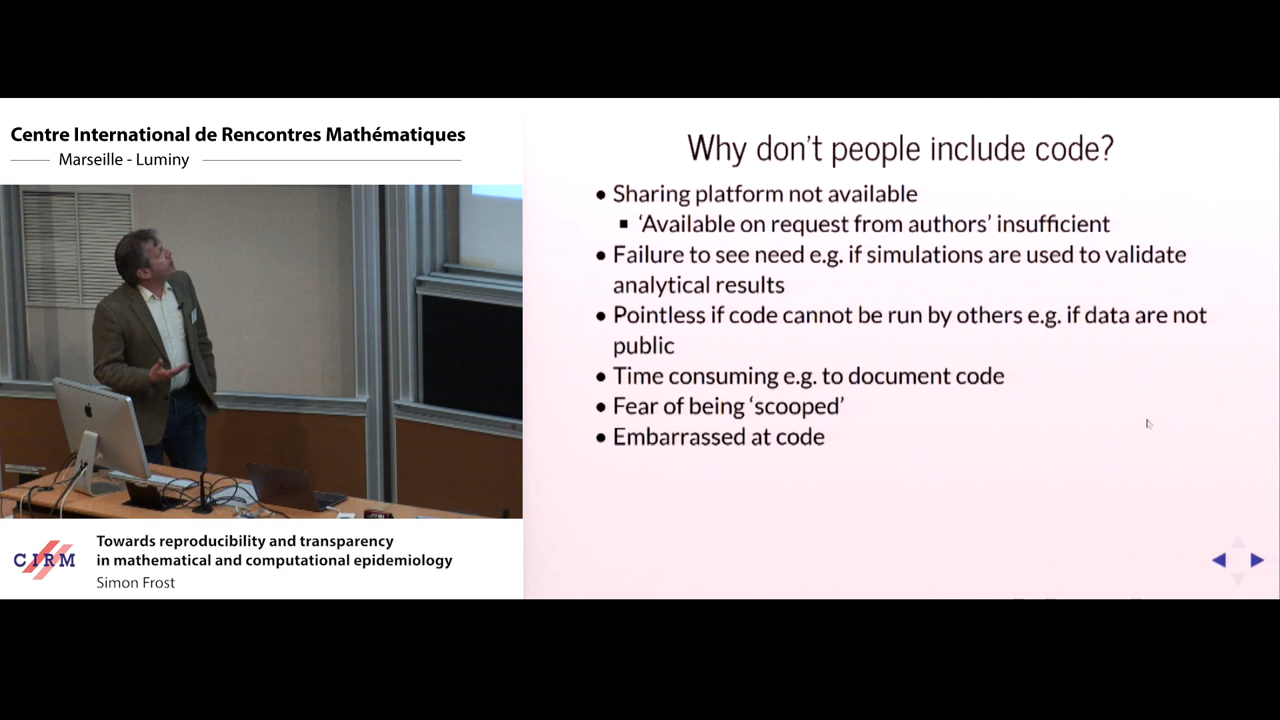 Centre International de Rencontres Mathématiques
Marseille - Luminy
Why don't people include code?
• Sharing platform not available
▪ 'Available on request from authors' insufficient
• Failure to see need e.g. if simulations are used to validate
analytical results
• Pointless if code cannot be run by others e.g. if data are not
public
• Time consuming e.g. to document code
• Fear of being 'scooped'
• Embarrassed at code
CIRM
Towards reproducibility and transparency
in mathematical and computational epidemiology
Simon Frost